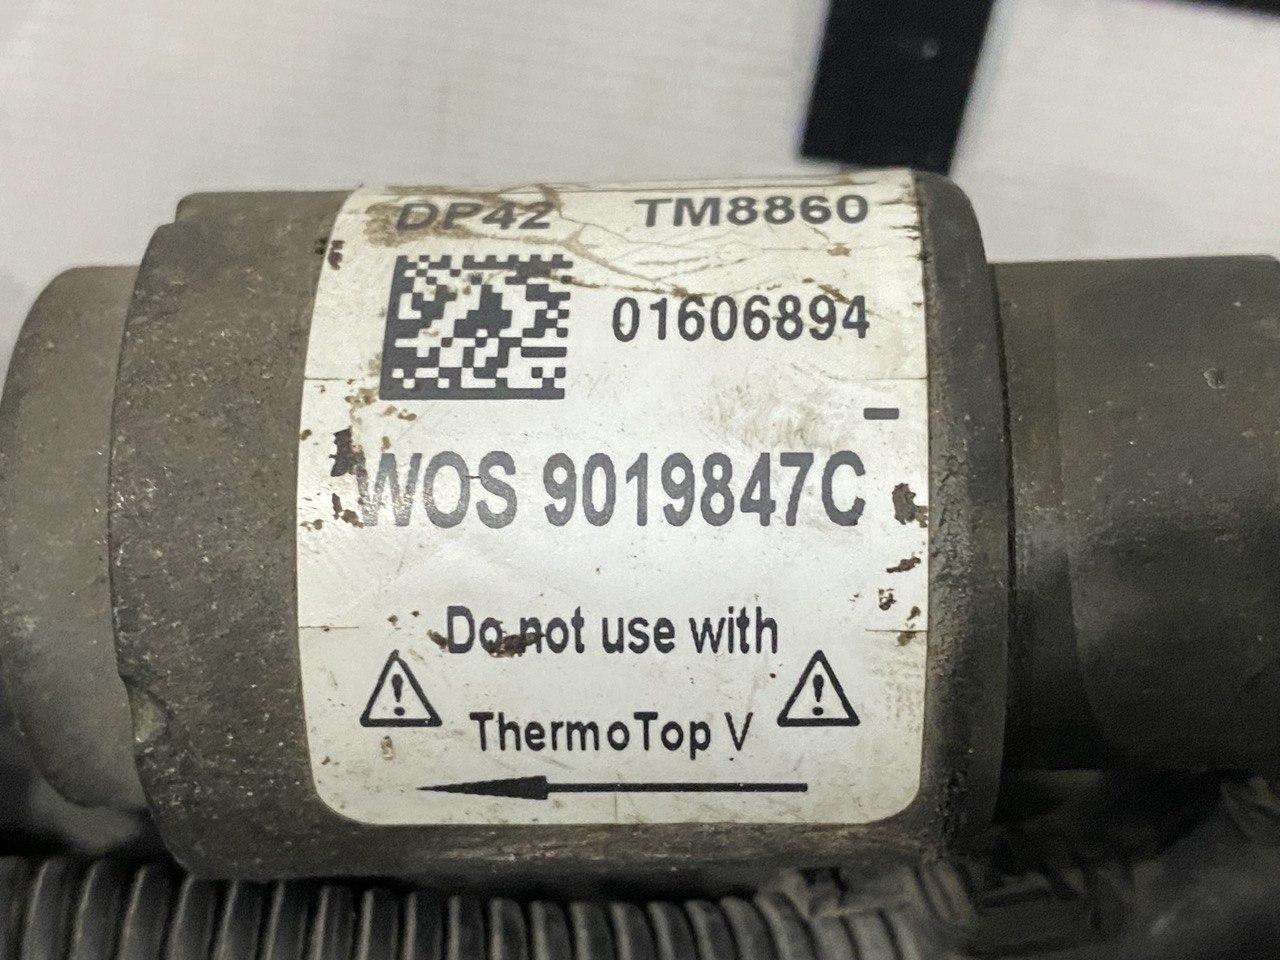 DP42 TM8860
01606894
-
WOS 9019847C
Do not use with
ThermoTop V